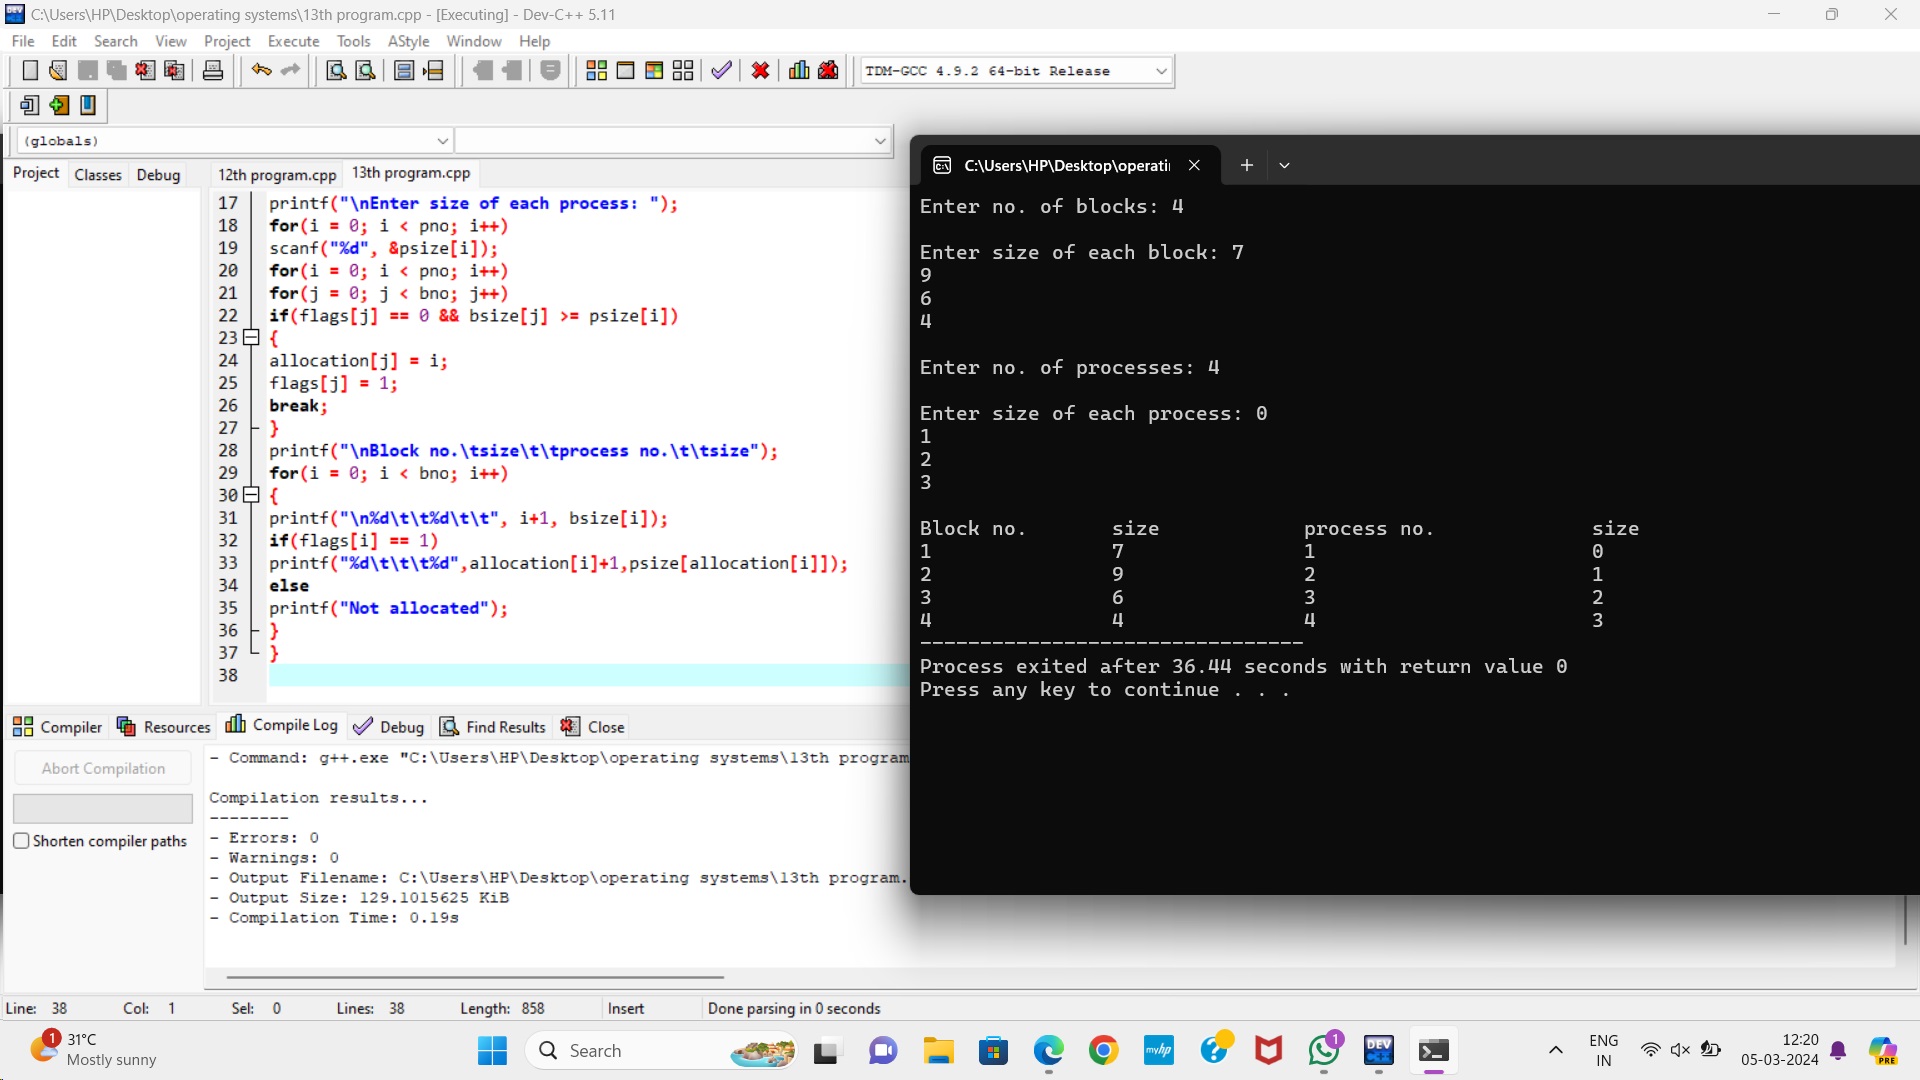 C:\Users\HP\Desktop\operating systems\13th program.cpp - [Executing] - Dev-C++ 5.11
File Edit Search View Project Execute Tools AStyle Window Help
TDM-GCC 4.9.2 64-bit Release
(globals)
Project Classes Debug
12th program.cpp 13th program.cpp
17 printf("\nEnter size of each process: ");
18 for(i = 0; i < pno; i++)
19 scanf("%d", &psize[i]);
20 for(i = 0; i < pno; i++)
21 for(j = 0; j < bno; j++)
22 if(flags[j] == 0 && bsize[j] >= psize[i])
23 {
24 allocation[j] = i;
25 flags[j] = 1;
26 break;
27 }
28 printf("\nBlock no.\tsize\t\tprocess no.\t\tsize");
29 for(i = 0; i < bno; i++)
30 {
31 printf("\n%d\t\t%d\t\t", i+1, bsize[i]);
32 if(flags[i] == 1)
33 printf("%d\t\t\t%d",allocation[i]+1,psize[allocation[i]]);
34 else
35 printf("Not allocated");
36 }
37 }
38
C:\Users\HP\Desktop\operati
Enter no. of blocks: 4
Enter size of each block: 7
9
6
4
Enter no. of processes: 4
Enter size of each process: 0
1
2
3
Block no. size process no. size
1 7 1 0
2 9 2 1
3 6 3 2
4 4 4 3
--------------------------------
Process exited after 36.44 seconds with return value 0
Press any key to continue . . .
Compiler Resources Compile Log Debug Find Results Close
Abort Compilation
Shorten compiler paths
- Command: g++.exe "C:\Users\HP\Desktop\operating systems\13th program
Compilation results...
--------
- Errors: 0
- Warnings: 0
- Output Filename: C:\Users\HP\Desktop\operating systems\13th program.
- Output Size: 129.1015625 KiB
- Compilation Time: 0.19s
Line: 38 Col: 1 Sel: 0 Lines: 38 Length: 858 Insert Done parsing in 0 seconds
1
31°C
Mostly sunny
Search
myhp
1
DEV
ENG
IN
12:20
05-03-2024
PRE